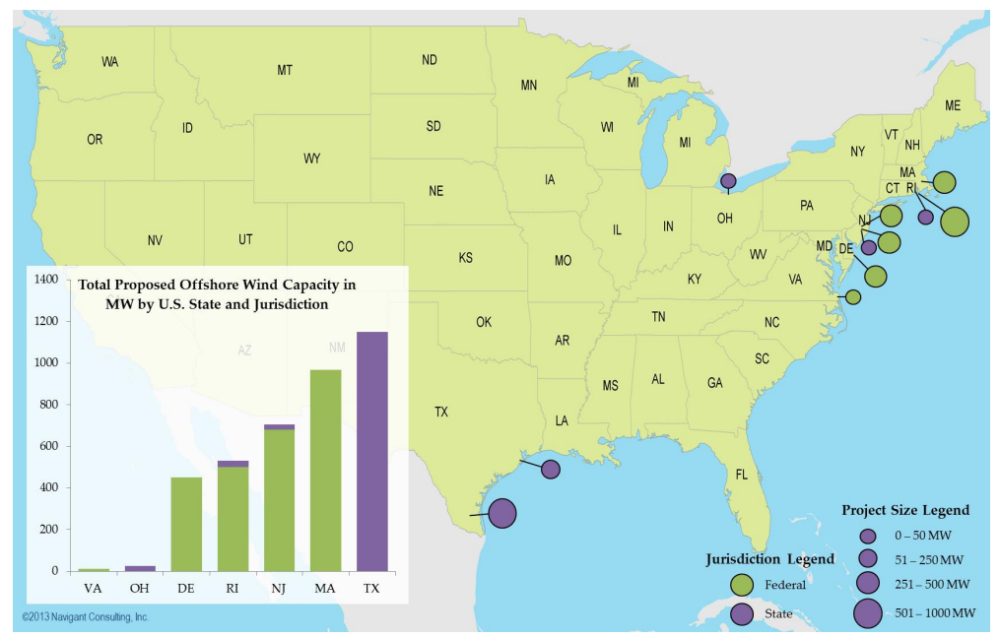 WA
MT
ND
MN
MI
ME
OR
ID
SD
WI
MI
VT
NH
NY
WY
NE
IA
MA
CT RI
PA
OH
NJ
NV
UT
CO
IL
IN
MD DE
WV
KS
MO
KY
VA
OK
TN
NC
AR
SC
AZ
NM
MS
AL
GA
TX
LA
FL
Total Proposed Offshore Wind Capacity in
MW by U.S. State and Jurisdiction
1400
1200
1000
800
600
400
200
0
VA OH DE RI NJ MA TX
Jurisdiction Legend
Federal
State
Project Size Legend
0 – 50 MW
51 – 250 MW
251 – 500 MW
501 – 1000 MW
©2013 Navigant Consulting, Inc.